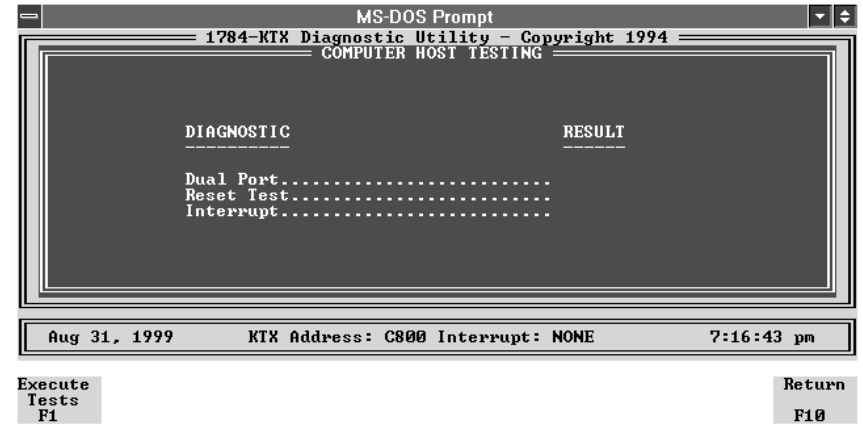 MS-DOS Prompt
1784-KTX Diagnostic Utility - Copyright 1994
COMPUTER HOST TESTING
DIAGNOSTIC RESULT
---------- ------
Dual Port..........................
Reset Test.........................
Interrupt..........................
Aug 31, 1999 KTX Address: C800 Interrupt: NONE 7:16:43 pm
Execute Return
Tests
F1 F10